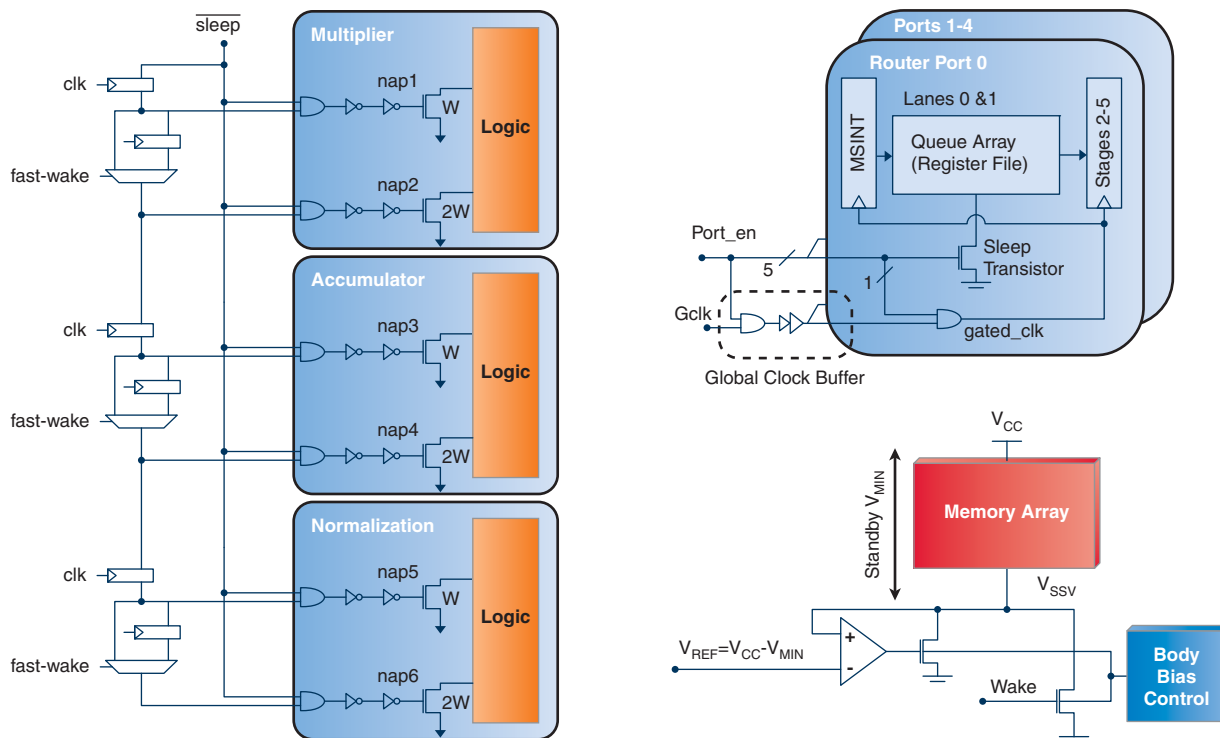 sleep
Multiplier
clk
nap1
W
Logic
fast-wake
nap2
2W
Accumulator
clk
nap3
W
Logic
fast-wake
nap4
2W
Normalization
clk
nap5
W
Logic
fast-wake
nap6
2W
Ports 1-4
Router Port 0
Lanes 0 &1
MSINT
Queue Array
(Register File)
Stages 2-5
Port_en
5
1
Sleep
Transistor
Gclk
gated_clk
Global Clock Buffer
VCC
Standby VMIN
Memory Array
VSSV
+
-
VREF=VCC-VMIN
Wake
Body
Bias
Control